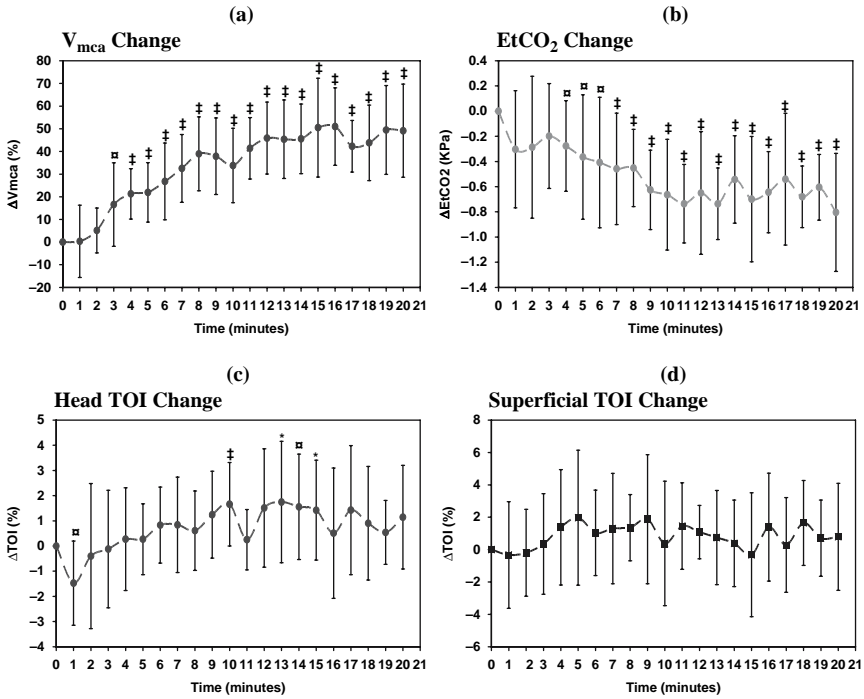 (a)
V_mca Change
80
70
60
50
40
30
20
10
0
–10
–20
ΔVmca (%)
¤ ‡ ‡ ‡ ‡ ‡ ‡ ‡ ‡ ‡ ‡ ‡ ‡ ‡ ‡ ‡ ‡ ‡
0 1 2 3 4 5 6 7 8 9 10 11 12 13 14 15 16 17 18 19 20 21
Time (minutes)
(b)
EtCO₂ Change
0.4
0.2
0.0
–0.2
–0.4
–0.6
–0.8
–1.0
–1.2
–1.4
ΔEtCO2 (KPa)
¤ ¤ ¤ ‡ ‡ ‡ ‡ ‡ ‡ ‡ ‡ ‡ ‡ ‡ ‡ ‡ ‡
0 1 2 3 4 5 6 7 8 9 10 11 12 13 14 15 16 17 18 19 20 21
Time (minutes)
(c)
Head TOI Change
5
4
3
2
1
0
–1
–2
–3
–4
ΔTOI (%)
¤ ‡ * ¤ *
0 1 2 3 4 5 6 7 8 9 10 11 12 13 14 15 16 17 18 19 20 21
Time (minutes)
(d)
Superficial TOI Change
8
6
4
2
0
–2
–4
–6
ΔTOI (%)
0 1 2 3 4 5 6 7 8 9 10 11 12 13 14 15 16 17 18 19 20 21
Time (minutes)